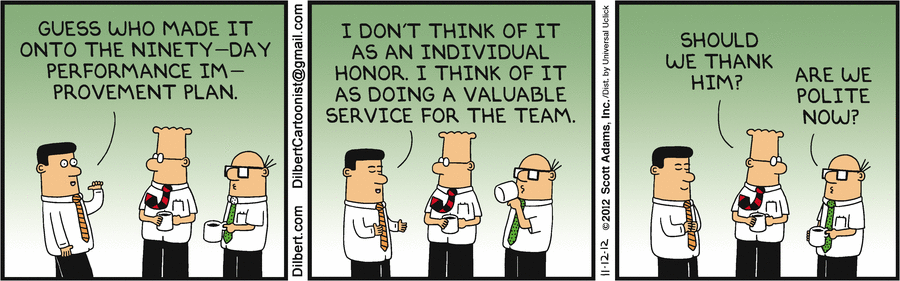 GUESS WHO MADE IT
ONTO THE NINETY-DAY
PERFORMANCE IM-
PROVEMENT PLAN.
Dilbert.com DilbertCartoonist@gmail.com
I DON'T THINK OF IT
AS AN INDIVIDUAL
HONOR. I THINK OF IT
AS DOING A VALUABLE
SERVICE FOR THE TEAM.
11-12-12 ©2012 Scott Adams, Inc. /Dist. by Universal Uclick
SHOULD
WE THANK
HIM?
ARE WE
POLITE
NOW?